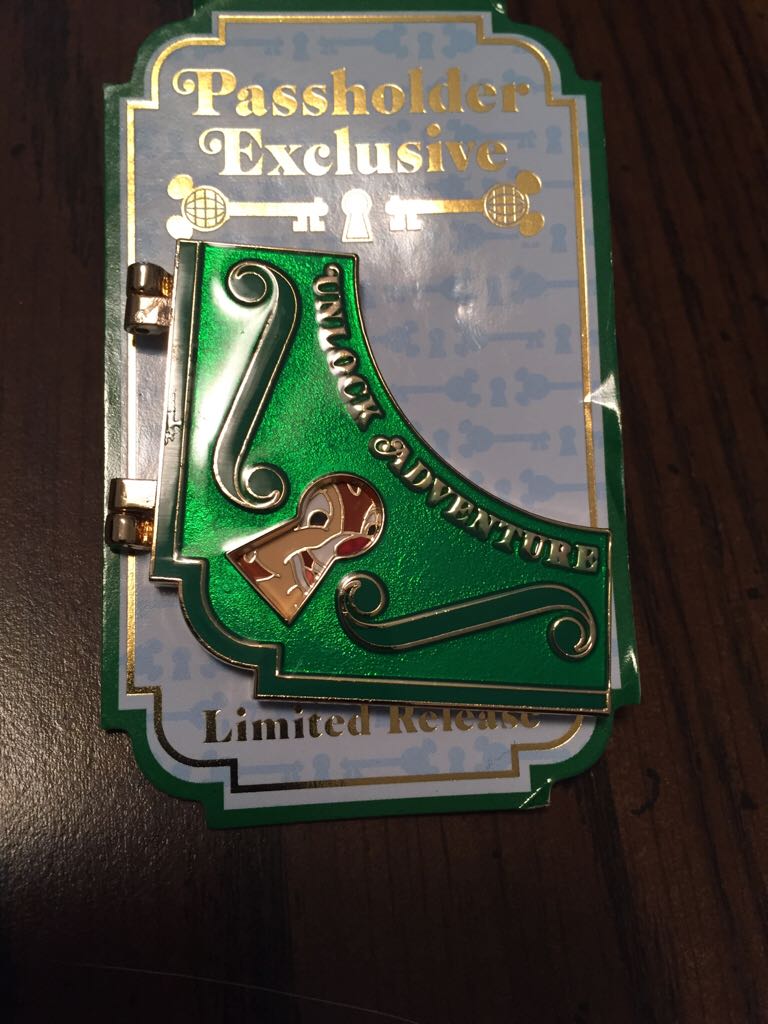 Passholder
Exclusive
UNLOCK ADVENTURE
Limited Release